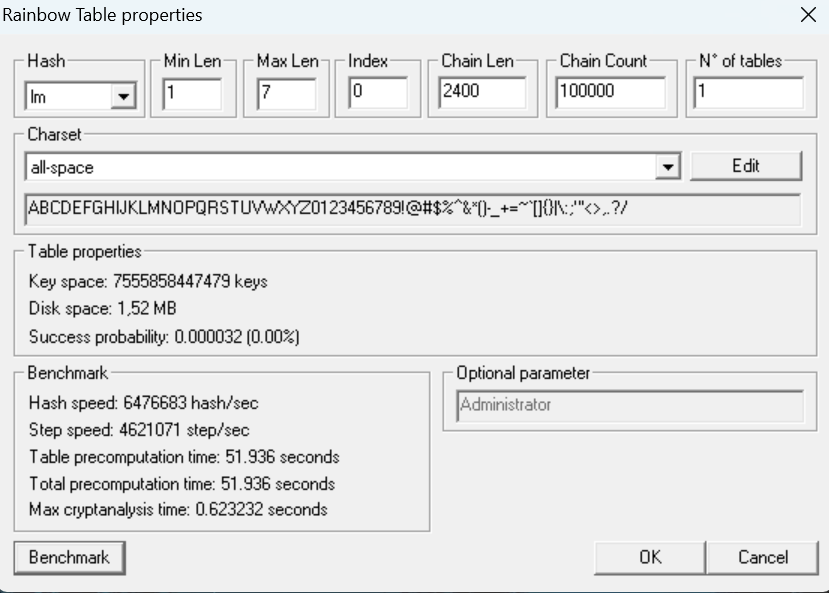 Rainbow Table properties
Hash Min Len Max Len Index Chain Len Chain Count N° of tables
lm 1 7 0 2400 100000 1
Charset
all-space Edit
ABCDEFGHIJKLMNOPQRSTUVWXYZ0123456789!@#$%^&*()-_+=~`[]{}|\:;'"<>,.?/
Table properties
Key space: 7555858447479 keys
Disk space: 1,52 MB
Success probability: 0.000032 (0.00%)
Benchmark Optional parameter
Hash speed: 6476683 hash/sec Administrator
Step speed: 4621071 step/sec
Table precomputation time: 51.936 seconds
Total precomputation time: 51.936 seconds
Max cryptanalysis time: 0.623232 seconds
Benchmark OK Cancel